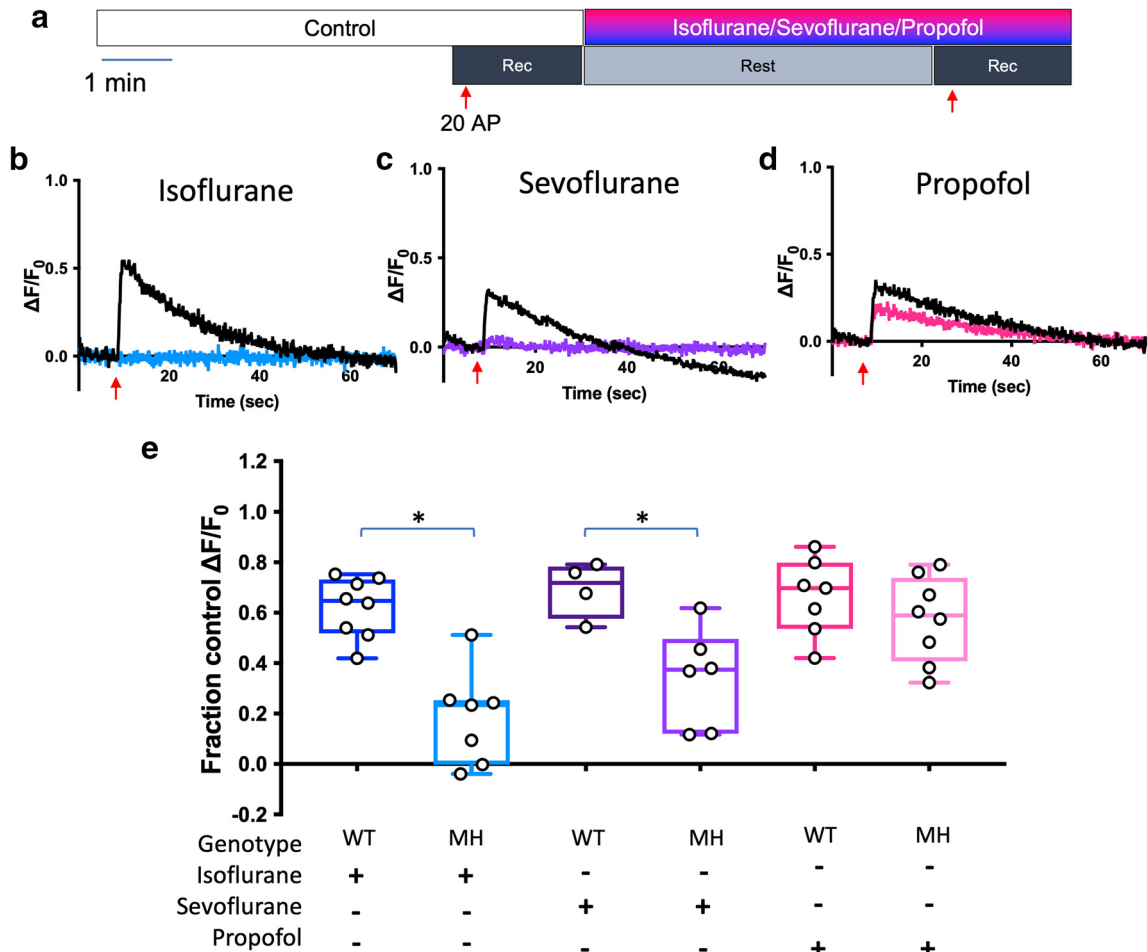 a
Control
Isoflurane/Sevoflurane/Propofol
1 min
Rec
Rest
Rec
20 AP
b
Isoflurane
1.0
0.5
0.0
ΔF/F0
20
40
60
Time (sec)
c
Sevoflurane
1.0
0.5
0.0
ΔF/F0
20
40
60
Time (sec)
d
Propofol
1.0
0.5
0.0
ΔF/F0
20
40
60
Time (sec)
e
1.2
1.0
0.8
0.6
0.4
0.2
0.0
-0.2
Fraction control ΔF/F0
* *
Genotype WT MH WT MH WT MH
Isoflurane + + - - - -
Sevoflurane - - + + - -
Propofol - - - - + +